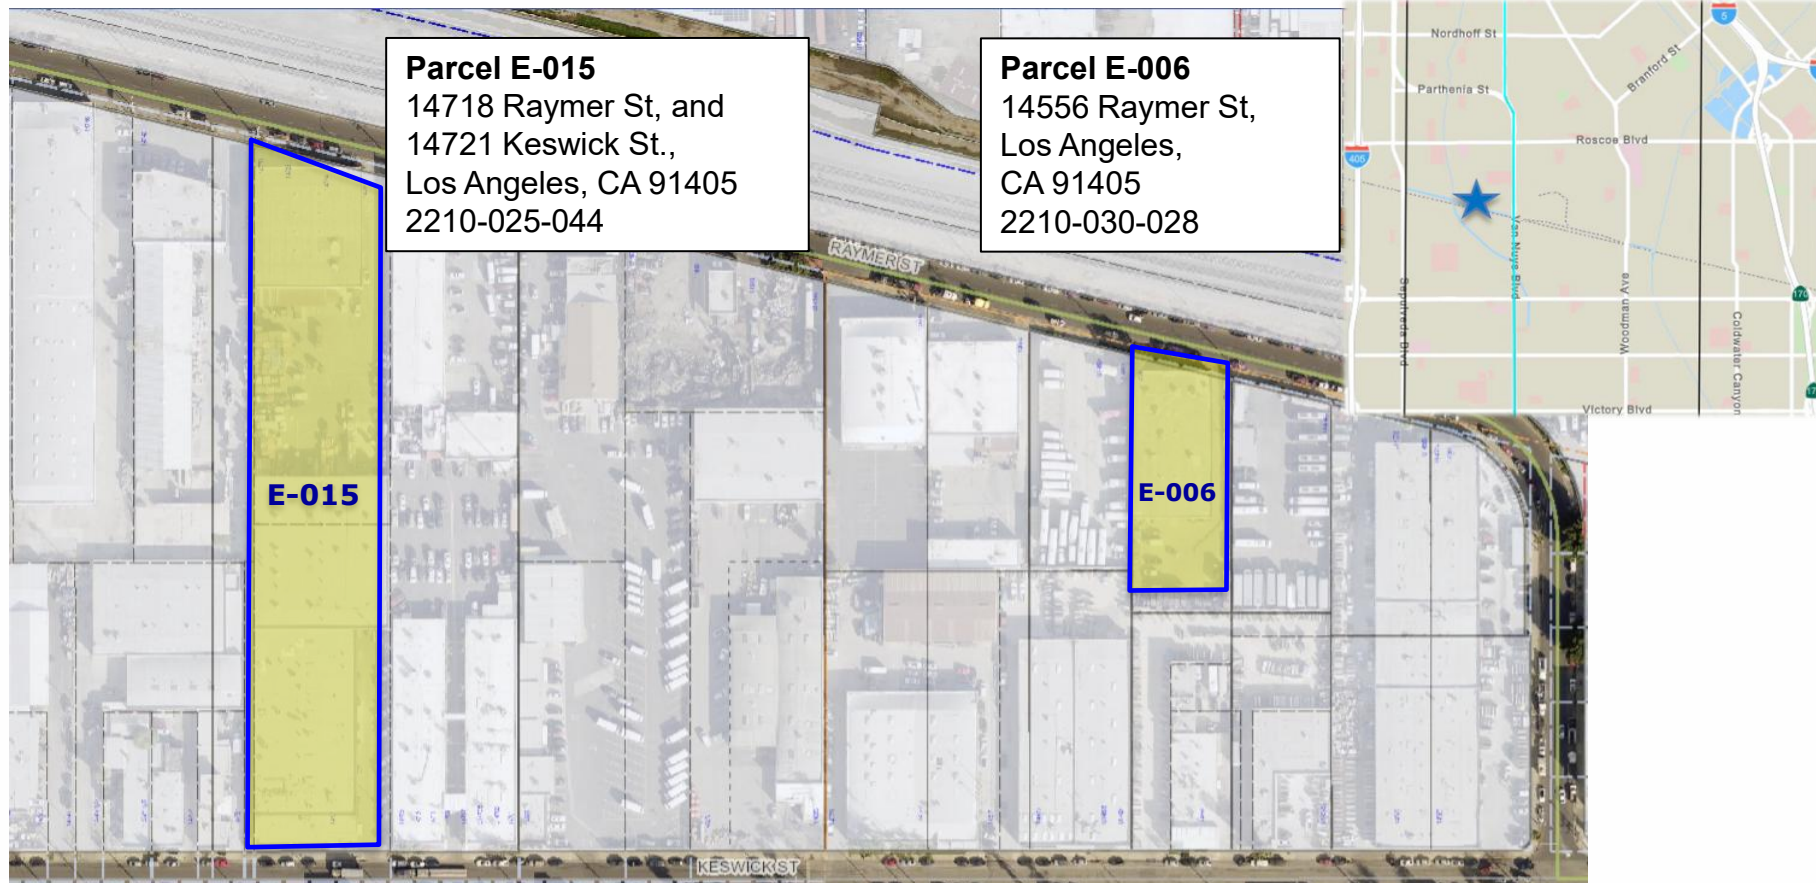 Parcel E-015
14718 Raymer St, and
14721 Keswick St.,
Los Angeles, CA 91405
2210-025-044
Parcel E-006
14556 Raymer St,
Los Angeles,
CA 91405
2210-030-028
RAYMER ST
E-015
E-006
KESWICK ST
5
Nordhoff St
Branford St
Parthenia St
Roscoe Blvd
405
Van Nuys Blvd
Sepulveda Blvd
Woodman Ave
170
Coldwater Canyon
Victory Blvd